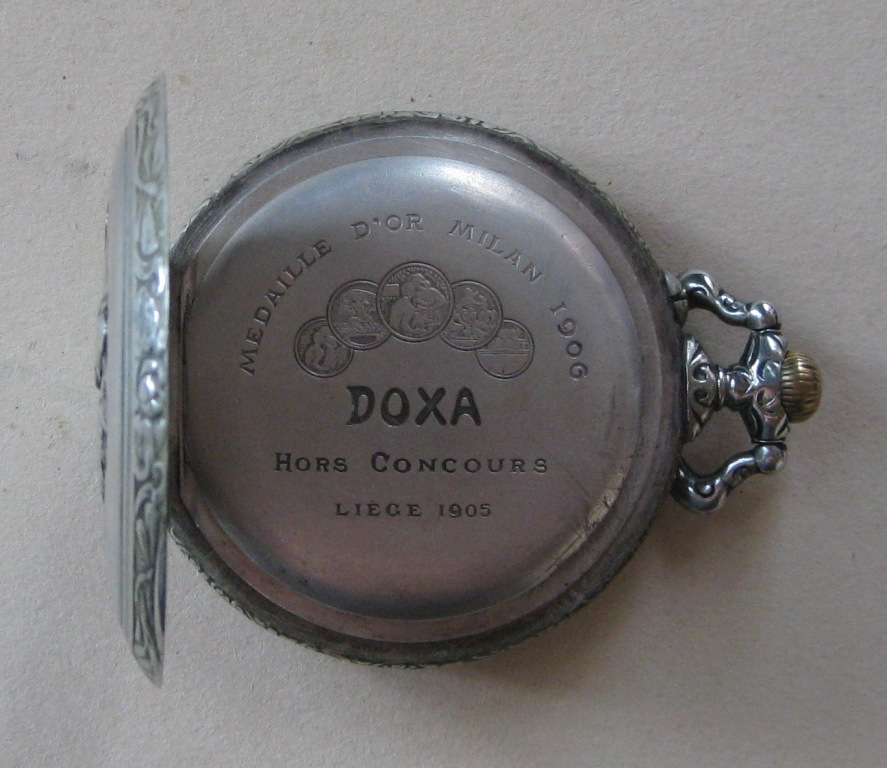 MEDAILLE D'OR MILAN 1906
DOXA
HORS CONCOURS
LIÈGE 1905